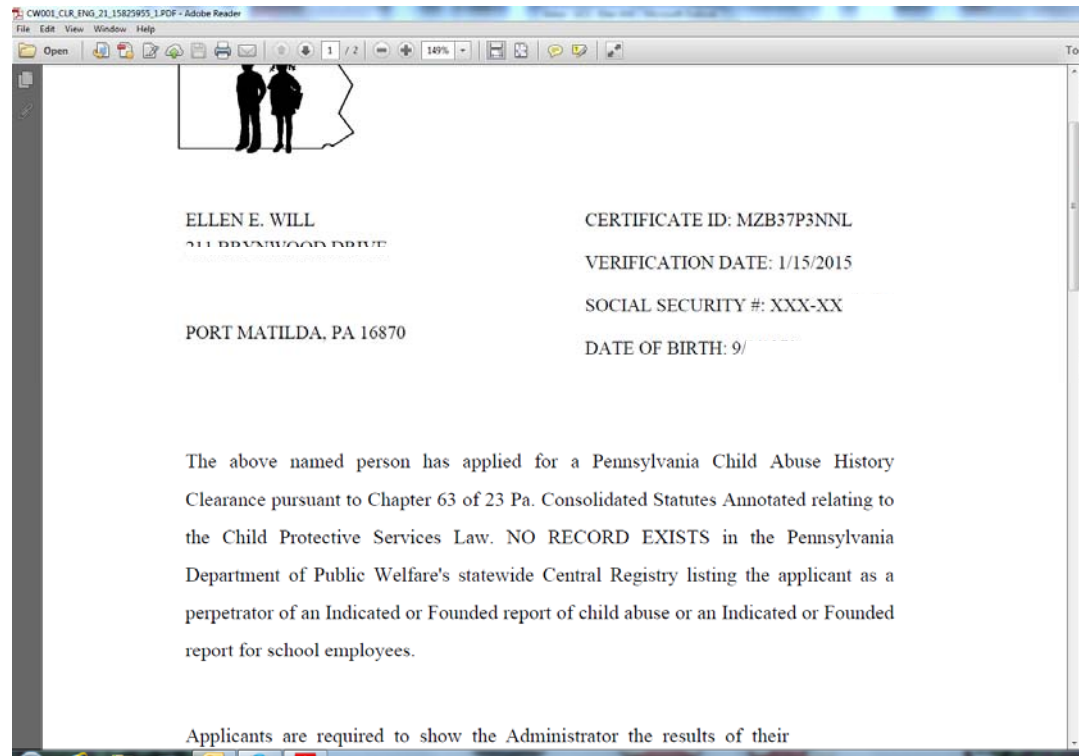 CW001_CLR_ENG_21_15825955_1.PDF - Adobe Reader
File Edit View Window Help
Open 1 / 2 149% To
ELLEN E. WILL
211 BRYNWOOD DRIVE
PORT MATILDA, PA 16870
CERTIFICATE ID: MZB37P3NNL
VERIFICATION DATE: 1/15/2015
SOCIAL SECURITY #: XXX-XX
DATE OF BIRTH: 9/
The above named person has applied for a Pennsylvania Child Abuse History
Clearance pursuant to Chapter 63 of 23 Pa. Consolidated Statutes Annotated relating to
the Child Protective Services Law. NO RECORD EXISTS in the Pennsylvania
Department of Public Welfare's statewide Central Registry listing the applicant as a
perpetrator of an Indicated or Founded report of child abuse or an Indicated or Founded
report for school employees.
Applicants are required to show the Administrator the results of their